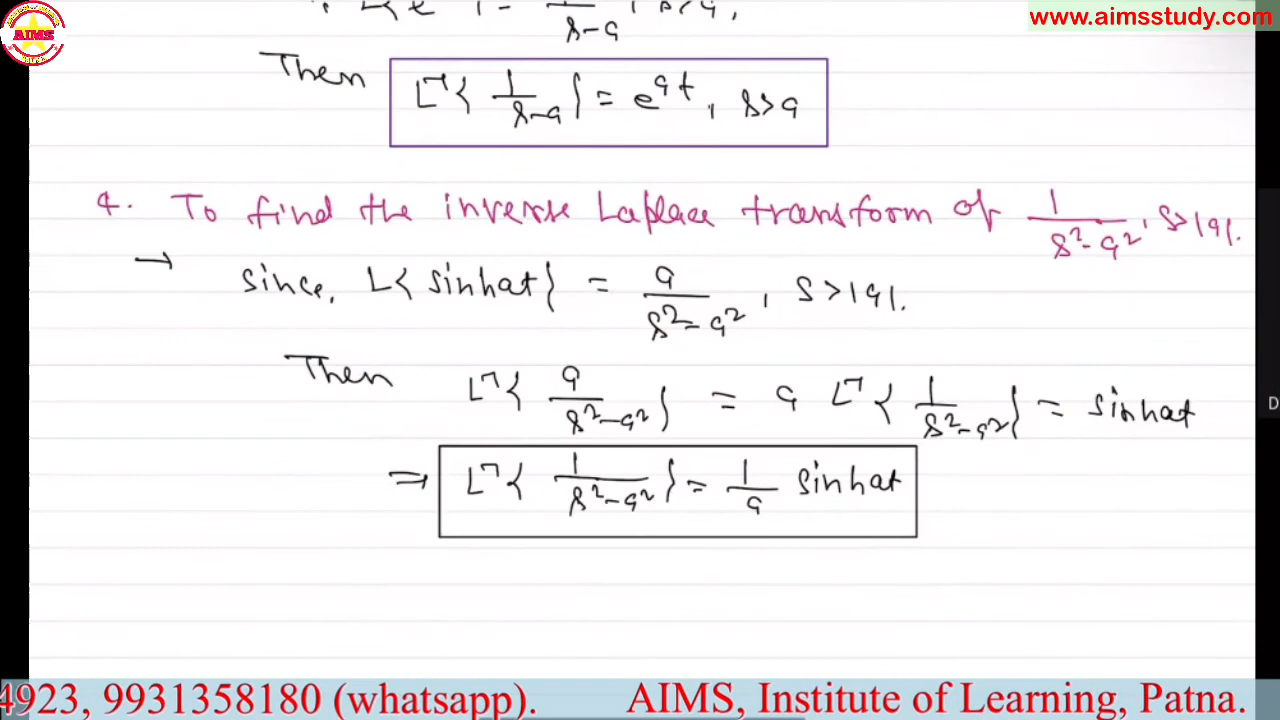 www.aimsstudy.com
AIMS
s-a
Then L⁻¹{ 1/(s-a) } = e^{at}, s>a
4. To find the inverse Laplace transform of 1/(s²-a²), s>|a|.
→ Since, L{ sinhat } = a/(s²-a²), s>|a|.
Then L⁻¹{ a/(s²-a²) } = a L⁻¹{ 1/(s²-a²) } = sinhat
⇒ L⁻¹{ 1/(s²-a²) } = 1/a sinhat
D
4923, 9931358180 (whatsapp). AIMS, Institute of Learning, Patna.